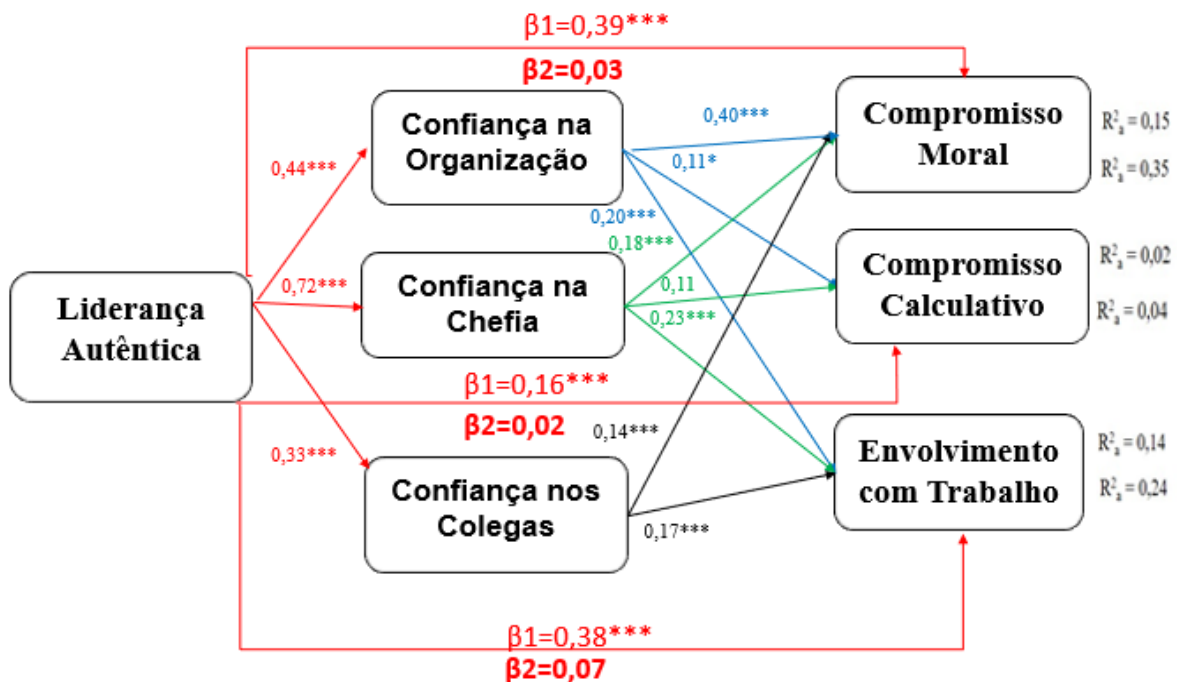 β1=0,39***
β2=0,03
Confiança na
Organização
0,40***
Compromisso
Moral
R²ₐ = 0,15
R²ₐ = 0,35
0,44***
0,11*
0,20***
0,18***
Liderança
Autêntica
0,72***
Confiança na
Chefia
0,11
0,23***
Compromisso
Calculativo
R²ₐ = 0,02
R²ₐ = 0,04
β1=0,16***
β2=0,02
0,33***
0,14***
Confiança nos
Colegas
0,17***
Envolvimento
com Trabalho
R²ₐ = 0,14
R²ₐ = 0,24
β1=0,38***
β2=0,07